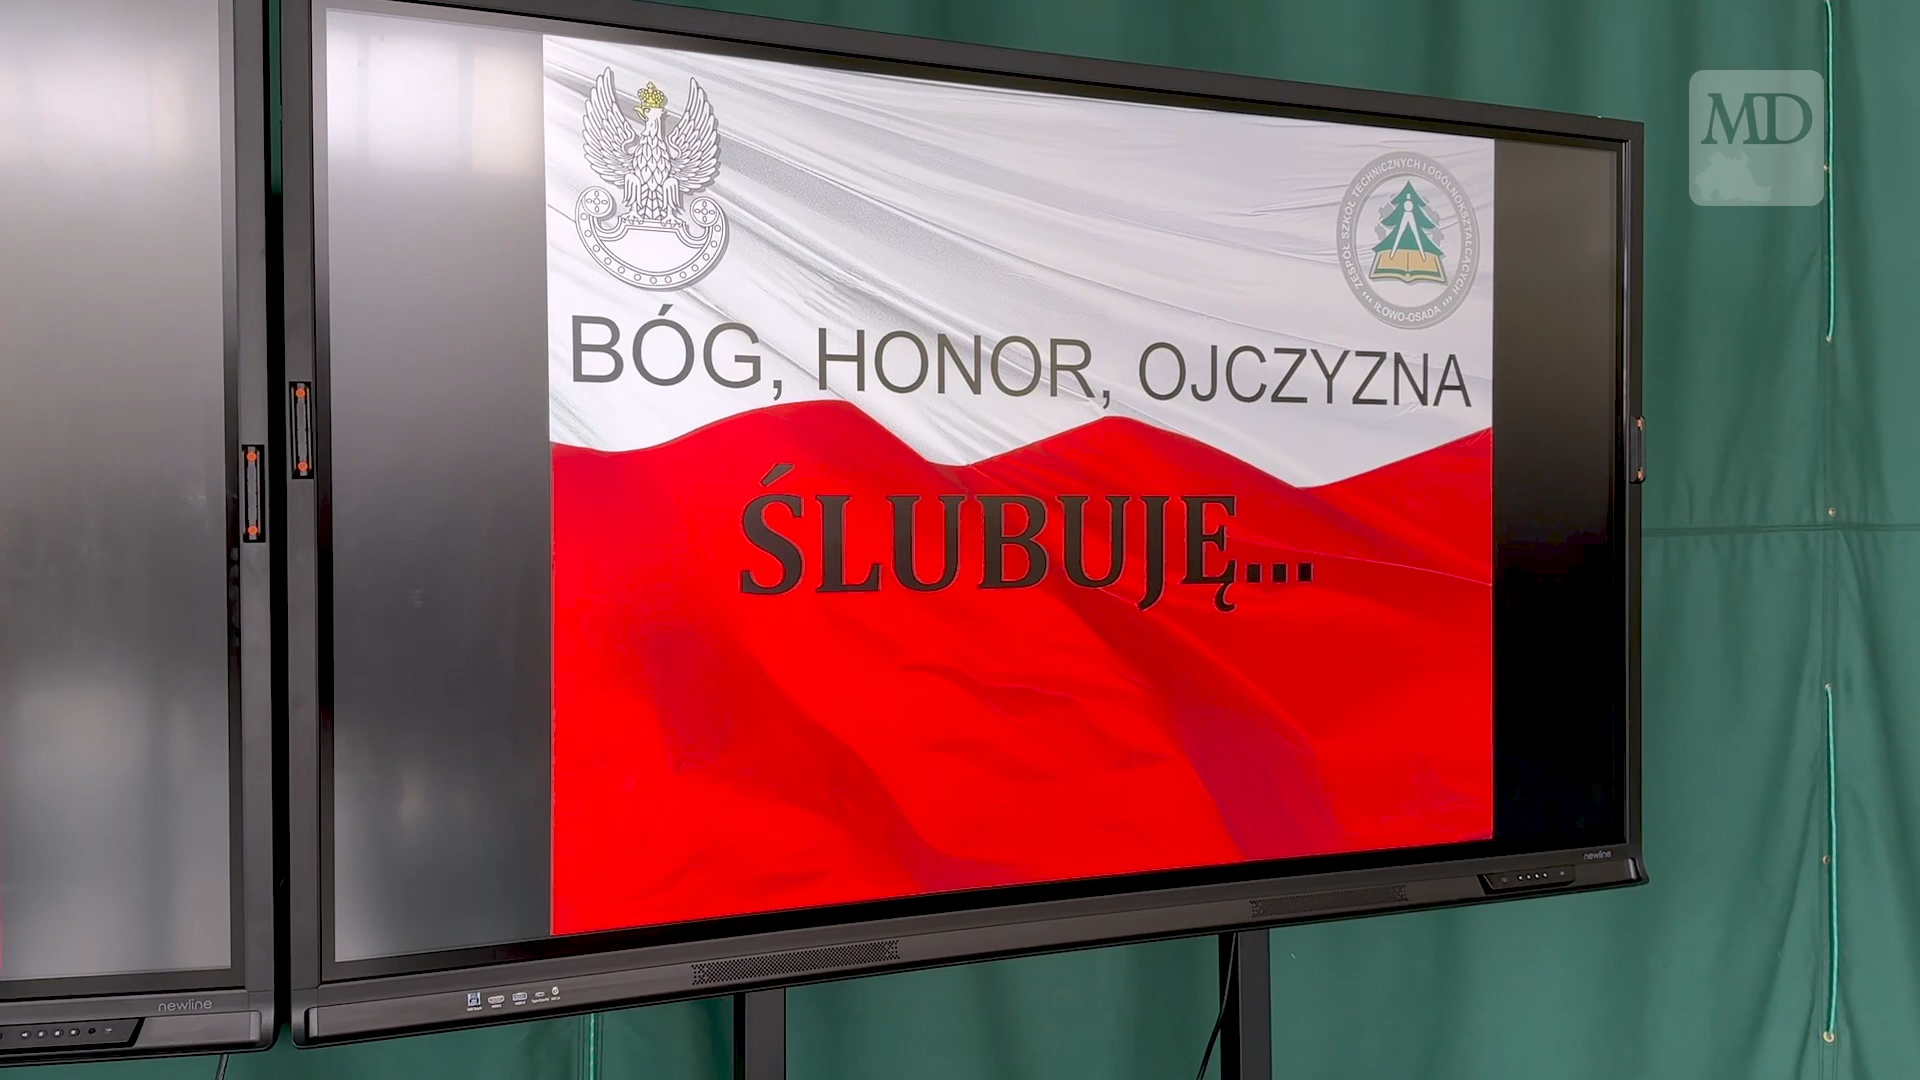 MD
ZESPÓŁ SZKÓŁ TECHNICZNYCH I OGÓLNOKSZTAŁCĄCYCH
IŁOWO-OSADA
BÓG, HONOR, OJCZYZNA
ŚLUBUJĘ...
newline
newline